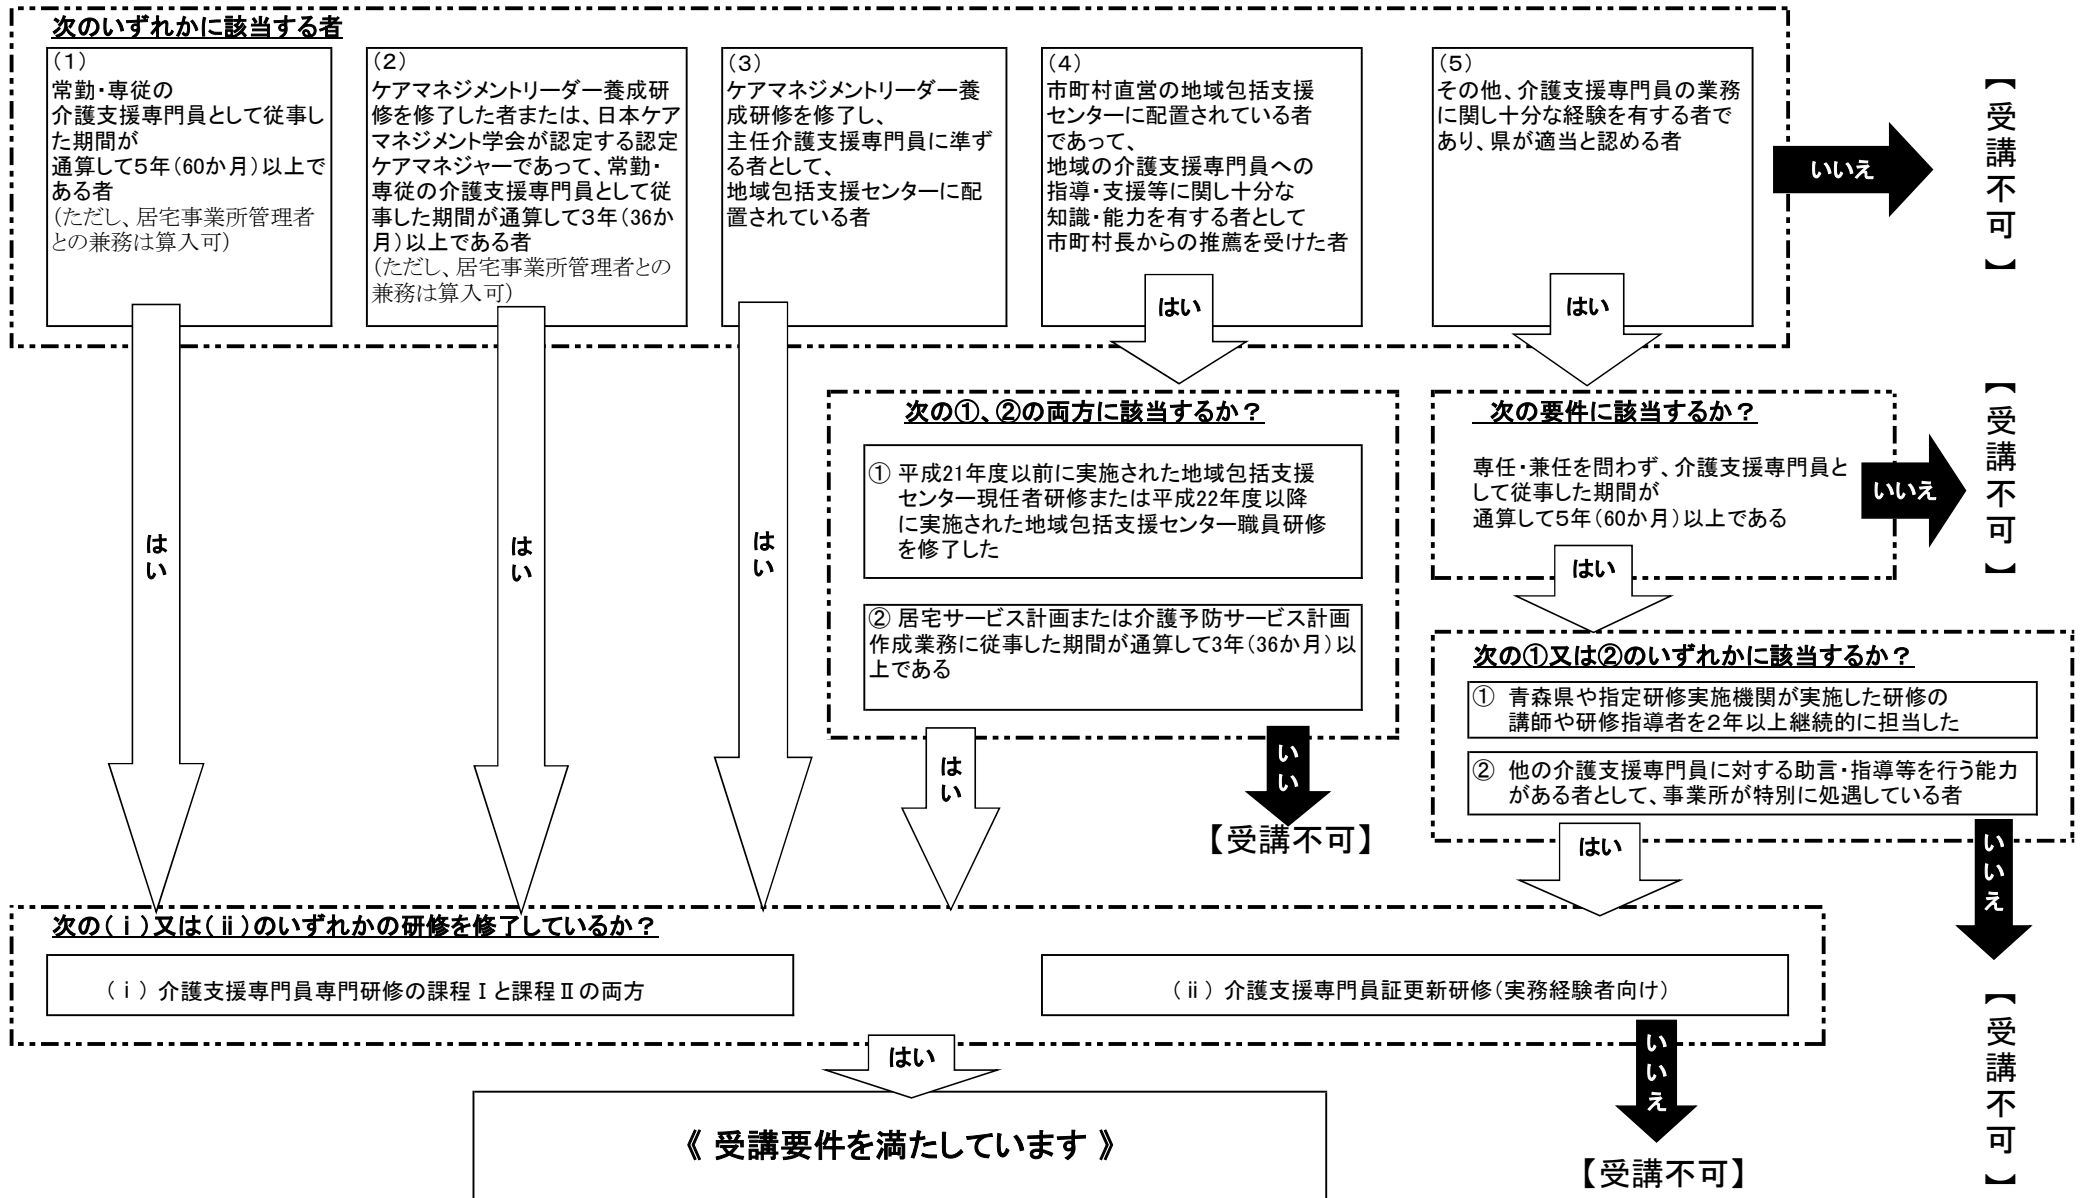 次のいずれかに該当する者
(1)
常勤・専従の
介護支援専門員として従事し
た期間が
通算して5年(60か月)以上で
ある者
(ただし、居宅事業所管理者
との兼務は算入可)
(2)
ケアマネジメントリーダー養成研
修を修了した者または、日本ケア
マネジメント学会が認定する認定
ケアマネジャーであって、常勤・
専従の介護支援専門員として従
事した期間が通算して3年(36か
月)以上である者
(ただし、居宅事業所管理者との
兼務は算入可)
(3)
ケアマネジメントリーダー養
成研修を修了し、
主任介護支援専門員に準ず
る者として、
地域包括支援センターに配
置されている者
(4)
市町村直営の地域包括支援
センターに配置されている者
であって、
地域の介護支援専門員への
指導・支援等に関し十分な
知識・能力を有する者として
市町村長からの推薦を受けた者
(5)
その他、介護支援専門員の業務
に関し十分な経験を有する者で
あり、県が適当と認める者
いいえ
【受講不可】
はい
はい
はい
はい
はい
次の①、②の両方に該当するか?
① 平成21年度以前に実施された地域包括支援
センター現任者研修または平成22年度以降
に実施された地域包括支援センター職員研修
を修了した
② 居宅サービス計画または介護予防サービス計画
作成業務に従事した期間が通算して3年(36か月)以
上である
はい
いい
【受講不可】
次の要件に該当するか?
専任・兼任を問わず、介護支援専門員と
して従事した期間が
通算して5年(60か月)以上である
いいえ
【受講不可】
はい
次の①又は②のいずれかに該当するか?
① 青森県や指定研修実施機関が実施した研修の
講師や研修指導者を2年以上継続的に担当した
② 他の介護支援専門員に対する助言・指導等を行う能力
がある者として、事業所が特別に処遇している者
はい
いいえ
【受講不可】
次の(ⅰ)又は(ⅱ)のいずれかの研修を修了しているか?
(ⅰ)介護支援専門員専門研修の課程Ⅰと課程Ⅱの両方
(ⅱ)介護支援専門員証更新研修(実務経験者向け)
はい
いいえ
《 受講要件を満たしています 》
【受講不可】